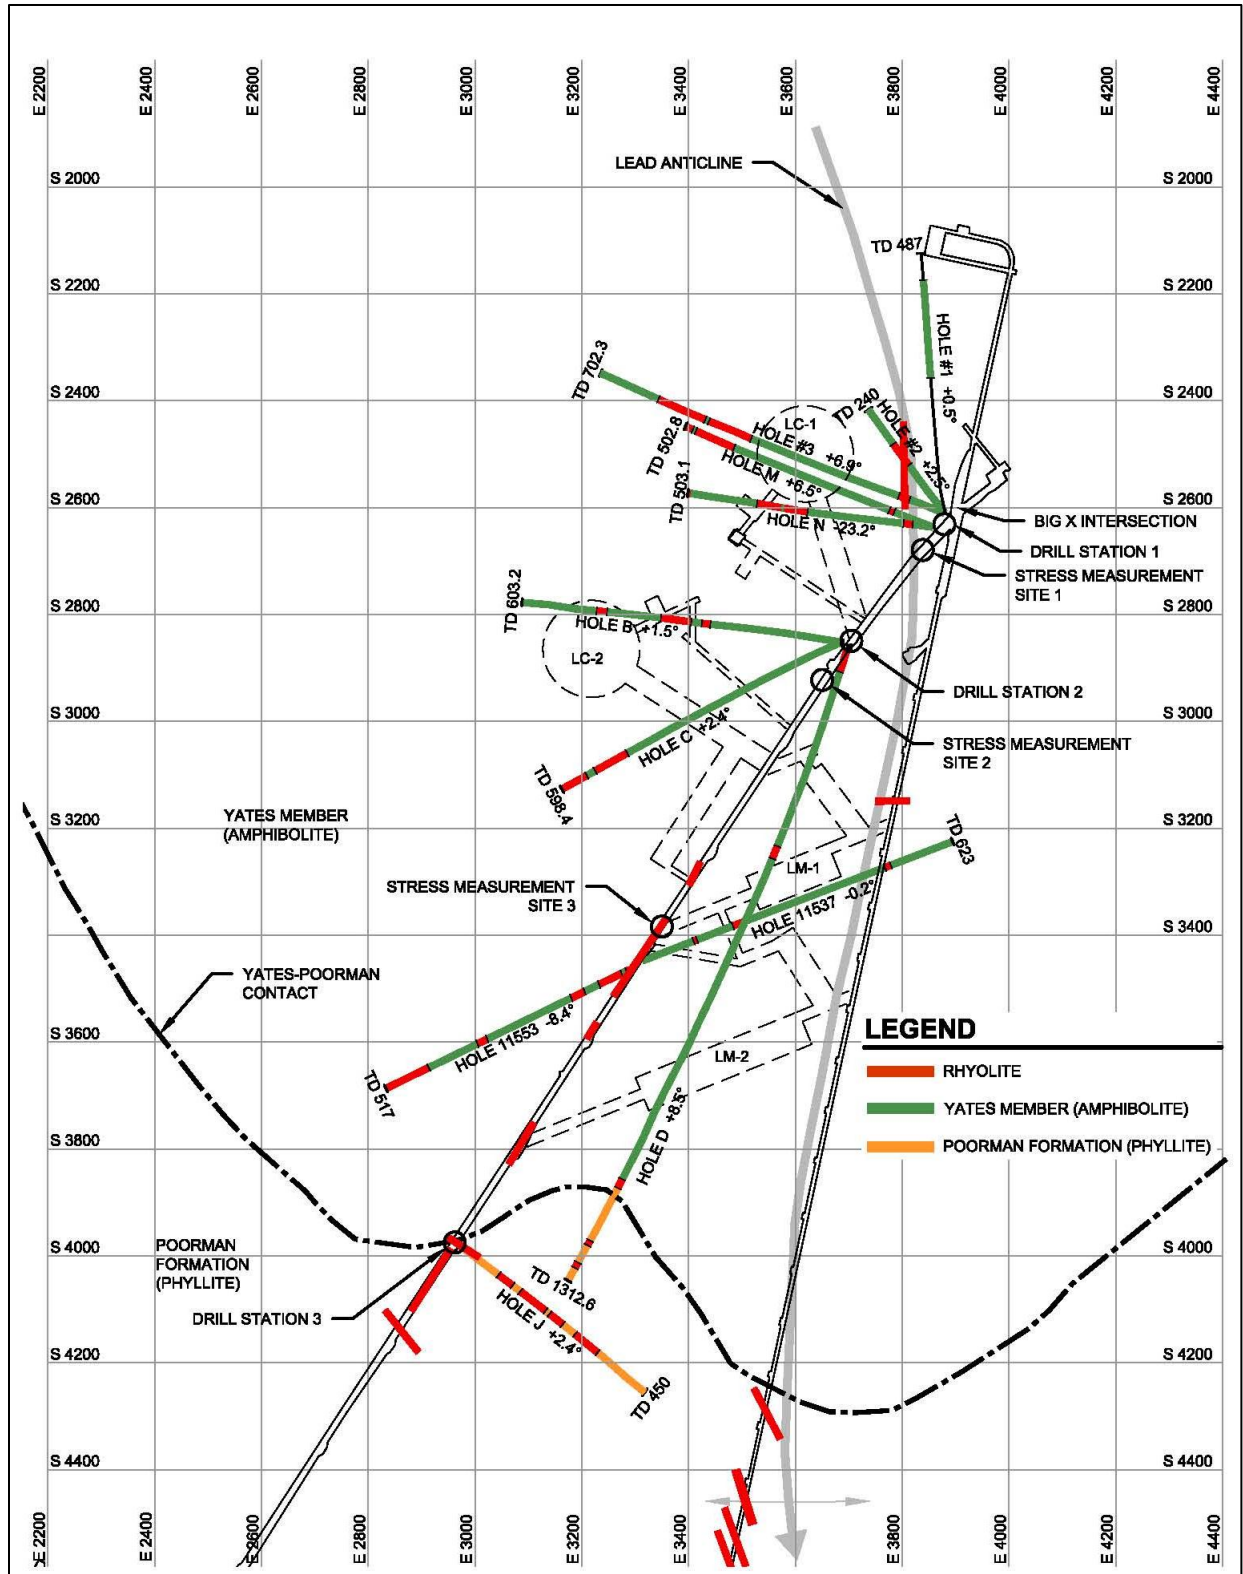 E 2200
E 2400
E 2600
E 2800
E 3000
E 3200
E 3400
E 3600
E 3800
E 4000
E 4200
E 4400
LEAD ANTICLINE
S 2000
S 2000
TD 487
S 2200
S 2200
HOLE #1 +0.5°
TD 702.3
S 2400
S 2400
TD 240
HOLE #2 +2.5°
LC-1
TD 502.8
HOLE #3 +6.9°
HOLE M +6.5°
TD 503.1
S 2600
S 2600
HOLE N -23.2°
BIG X INTERSECTION
DRILL STATION 1
STRESS MEASUREMENT
SITE 1
TD 603.2
S 2800
S 2800
HOLE B +1.5°
LC-2
DRILL STATION 2
S 3000
S 3000
HOLE C +2.4°
STRESS MEASUREMENT
SITE 2
TD 598.4
YATES MEMBER
(AMPHIBOLITE)
S 3200
S 3200
TD 623
LM-1
STRESS MEASUREMENT
SITE 3
HOLE 11537 -0.2°
S 3400
S 3400
YATES-POORMAN
CONTACT
S 3600
HOLE 11553 -8.4°
LM-2
TD 517
LEGEND
RHYOLITE
YATES MEMBER (AMPHIBOLITE)
POORMAN FORMATION (PHYLLITE)
HOLE D +8.5°
S 3800
S 3800
POORMAN
FORMATION
(PHYLLITE)
S 4000
S 4000
TD 1312.6
DRILL STATION 3
HOLE J +2.4°
S 4200
S 4200
TD 450
S 4400
S 4400
E 2200
E 2400
E 2600
E 2800
E 3000
E 3200
E 3400
E 3600
E 3800
E 4000
E 4200
E 4400